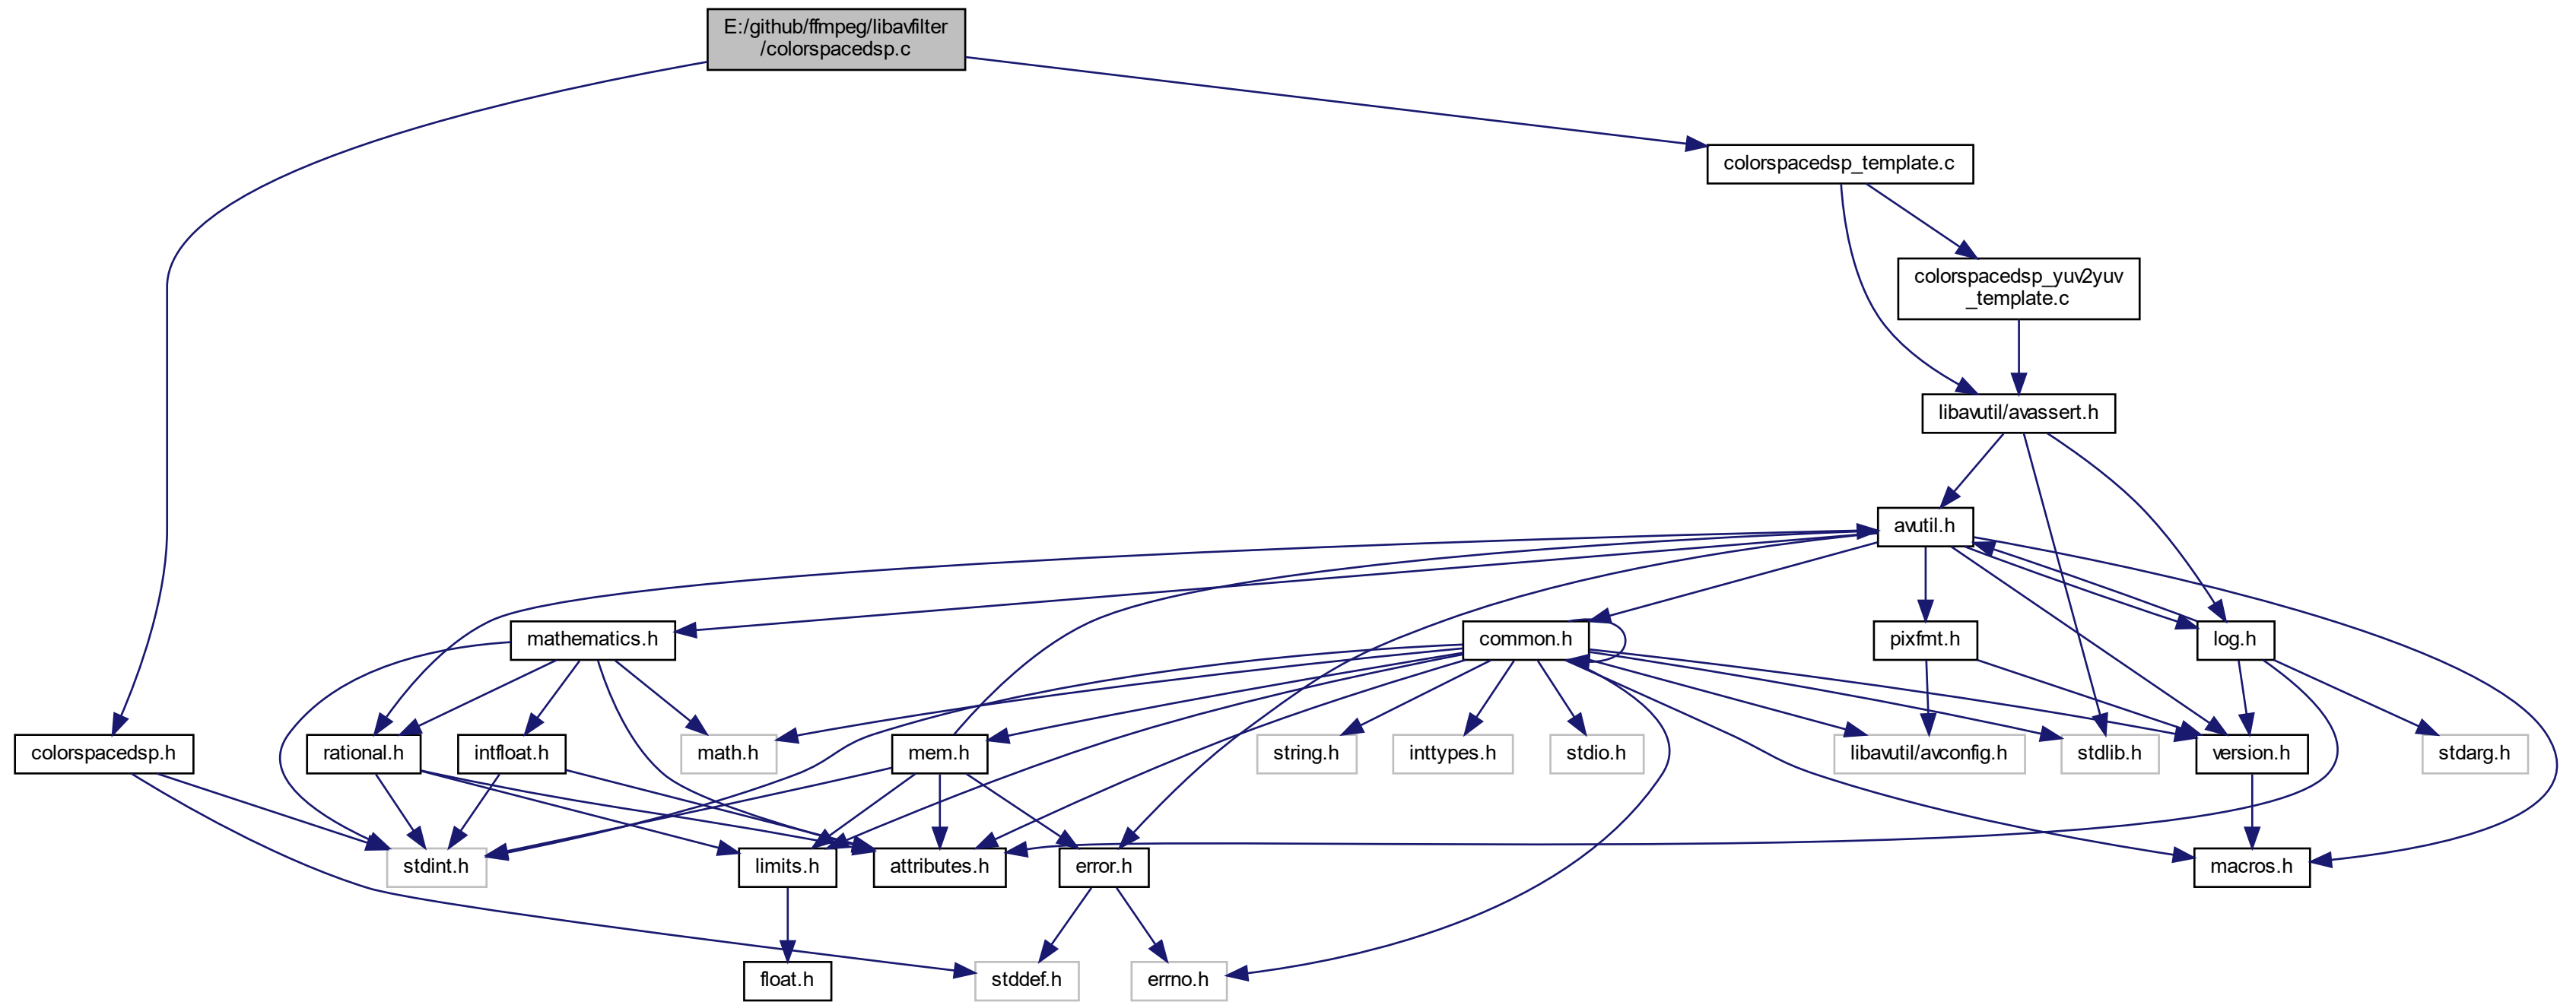 E:/github/ffmpeg/libavfilter
/colorspacedsp.c
colorspacedsp_template.c
colorspacedsp_yuv2yuv
_template.c
libavutil/avassert.h
avutil.h
mathematics.h
common.h
pixfmt.h
log.h
colorspacedsp.h
rational.h
intfloat.h
math.h
mem.h
string.h
inttypes.h
stdio.h
libavutil/avconfig.h
stdlib.h
version.h
stdarg.h
stdint.h
limits.h
attributes.h
error.h
macros.h
float.h
stddef.h
errno.h